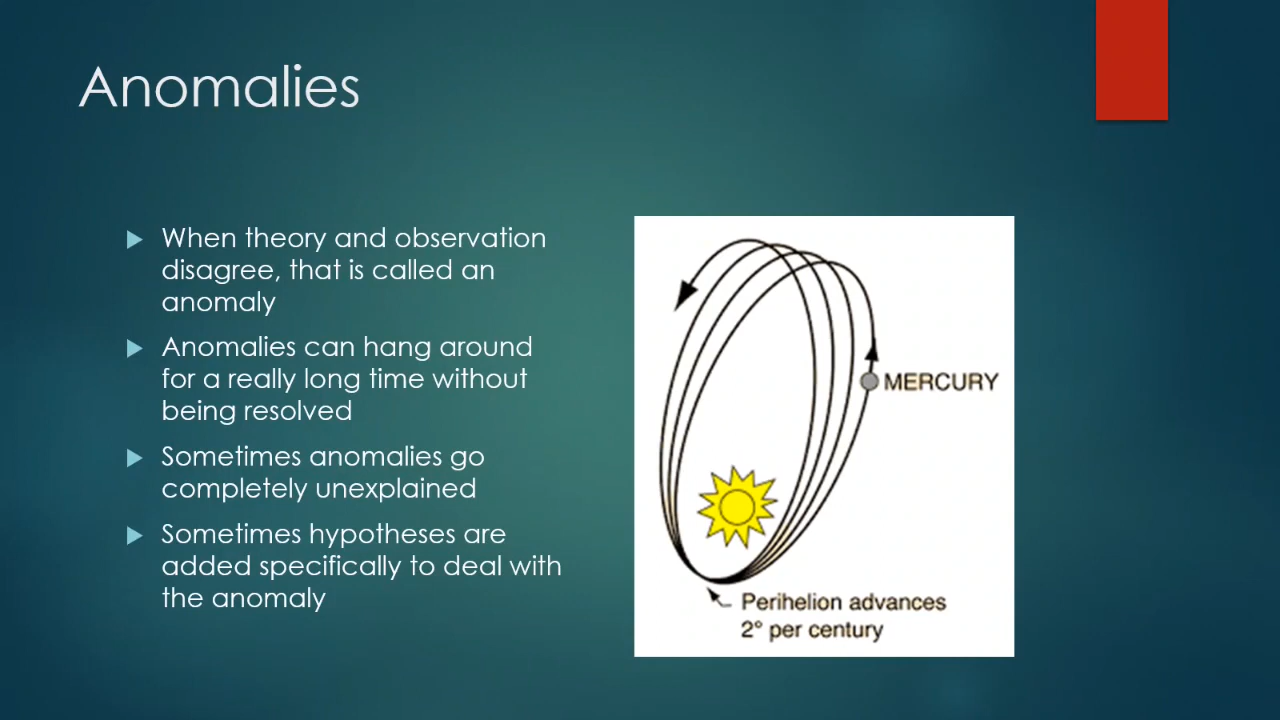 Anomalies
When theory and observation
disagree, that is called an
anomaly
Anomalies can hang around
for a really long time without
being resolved
Sometimes anomalies go
completely unexplained
Sometimes hypotheses are
added specifically to deal with
the anomaly
MERCURY
Perihelion advances
2° per century